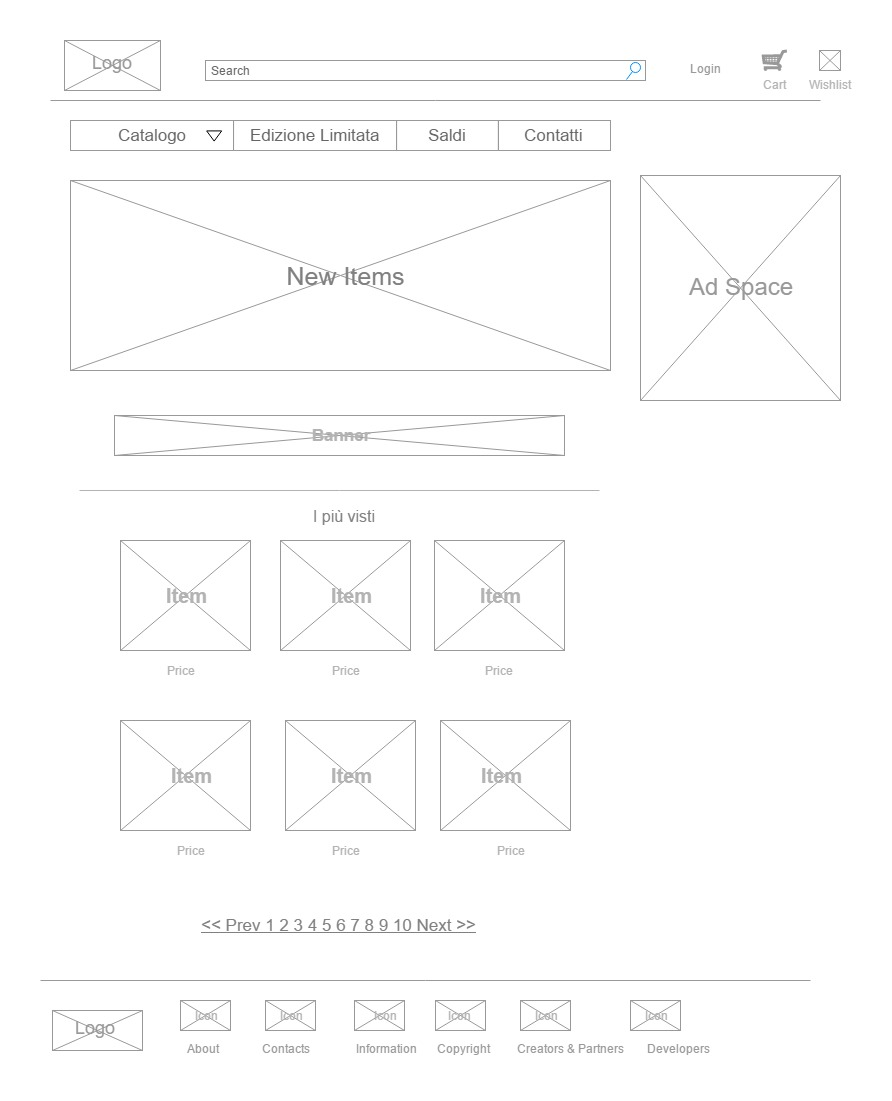 Logo
Search
Login
Cart
Wishlist
Catalogo Edizione Limitata Saldi Contatti
New Items
Ad Space
Banner
I più visti
Item Item Item
Price Price Price
Item Item Item
Price Price Price
<< Prev 1 2 3 4 5 6 7 8 9 10 Next >>
Logo
Icon Icon Icon Icon Icon Icon
About Contacts Information Copyright Creators & Partners Developers